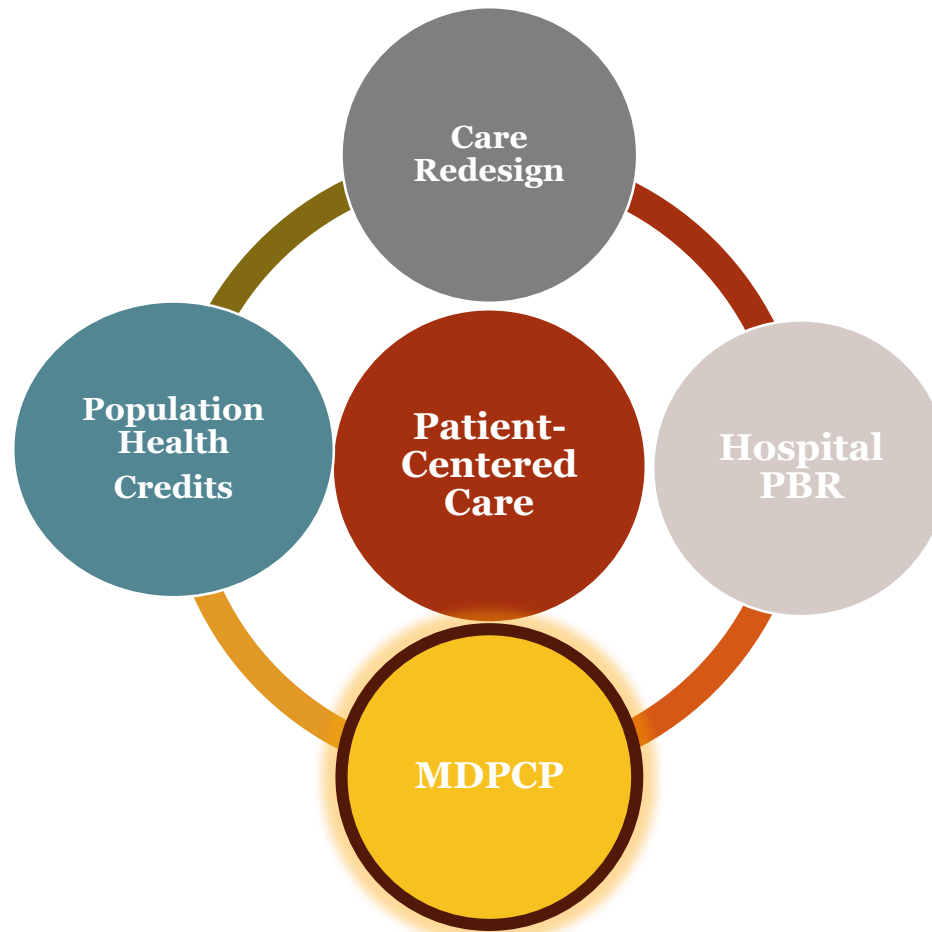 Care
Redesign
Population
Health
Credits
Patient-
Centered
Care
Hospital
PBR
MDPCP